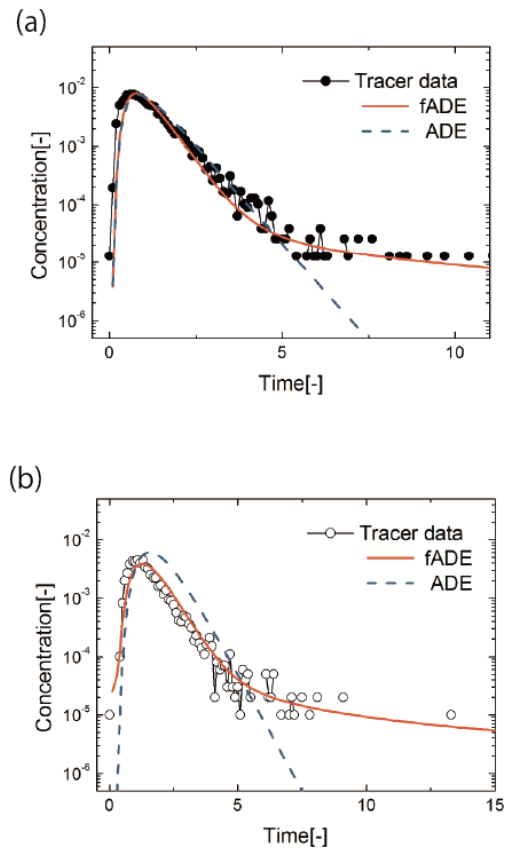 (a)
10⁻²
10⁻³
10⁻⁴
10⁻⁵
10⁻⁶
Concentration[-]
Tracer data
fADE
ADE
0 5 10
Time[-]
(b)
10⁻²
10⁻³
10⁻⁴
10⁻⁵
10⁻⁶
Concentration[-]
Tracer data
fADE
ADE
0 5 10 15
Time[-]